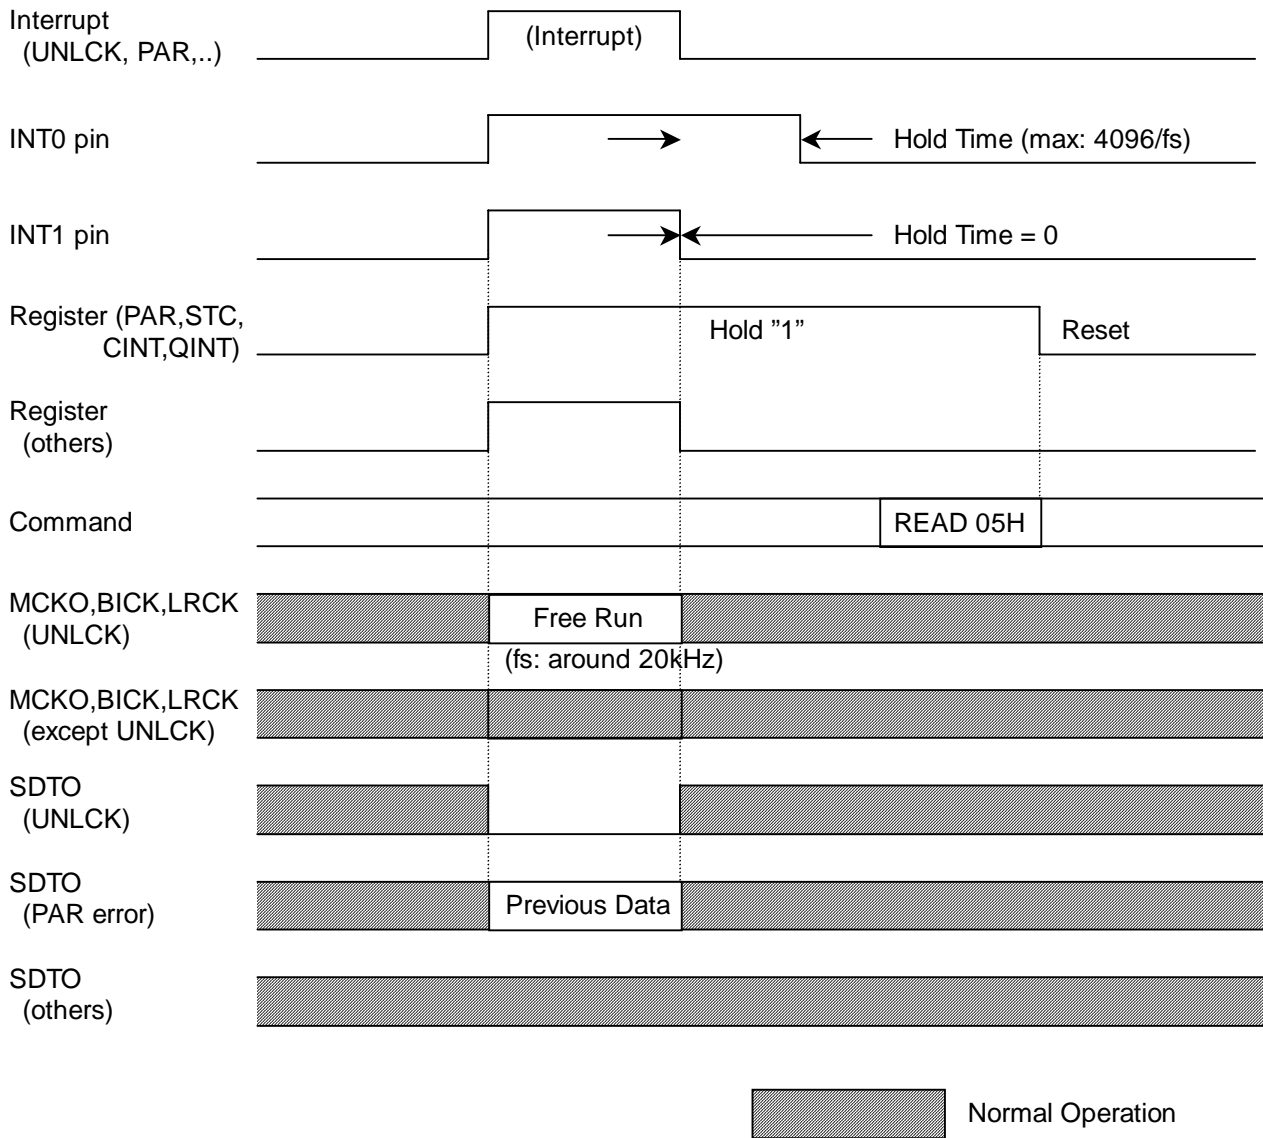 Interrupt
(UNLCK, PAR,..)
(Interrupt)
INT0 pin
Hold Time (max: 4096/fs)
INT1 pin
Hold Time = 0
Register (PAR,STC,
CINT,QINT)
Hold ”1”
Reset
Register
(others)
Command
READ 05H
MCKO,BICK,LRCK
(UNLCK)
Free Run
(fs: around 20kHz)
MCKO,BICK,LRCK
(except UNLCK)
SDTO
(UNLCK)
SDTO
(PAR error)
Previous Data
SDTO
(others)
Normal Operation